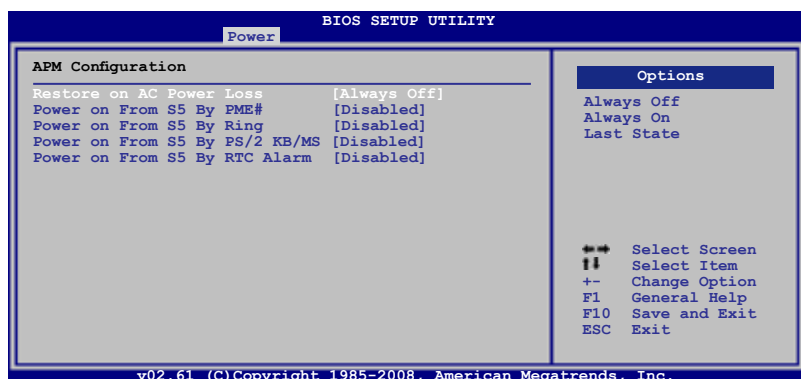 BIOS SETUP UTILITY
Power
APM Configuration
Restore on AC Power Loss [Always Off]
Power on From S5 By PME# [Disabled]
Power on From S5 By Ring [Disabled]
Power on From S5 By PS/2 KB/MS [Disabled]
Power on From S5 By RTC Alarm [Disabled]
Options
Always Off
Always On
Last State
←→ Select Screen
↑↓ Select Item
+- Change Option
F1 General Help
F10 Save and Exit
ESC Exit
v02.61 (C)Copyright 1985-2008, American Megatrends, Inc.